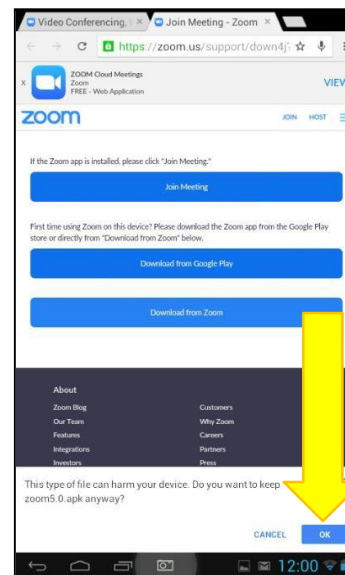 Video Conferencing,
Join Meeting - Zoom
https://zoom.us/support/down4j
ZOOM Cloud Meetings
Zoom
FREE - Web Application
VIEW
zoom
JOIN HOST
If the Zoom app is installed, please click "Join Meeting."
Join Meeting
First time using Zoom on this device? Please download the Zoom app from the Google Play
store or directly from "Download from Zoom" below.
Download from Google Play
Download from Zoom
About
Zoom Blog Customers
Our Team Why Zoom
Features Careers
Integrations Partners
Investors Press
This type of file can harm your device. Do you want to keep
zoom5.0.apk anyway?
CANCEL OK
12:00